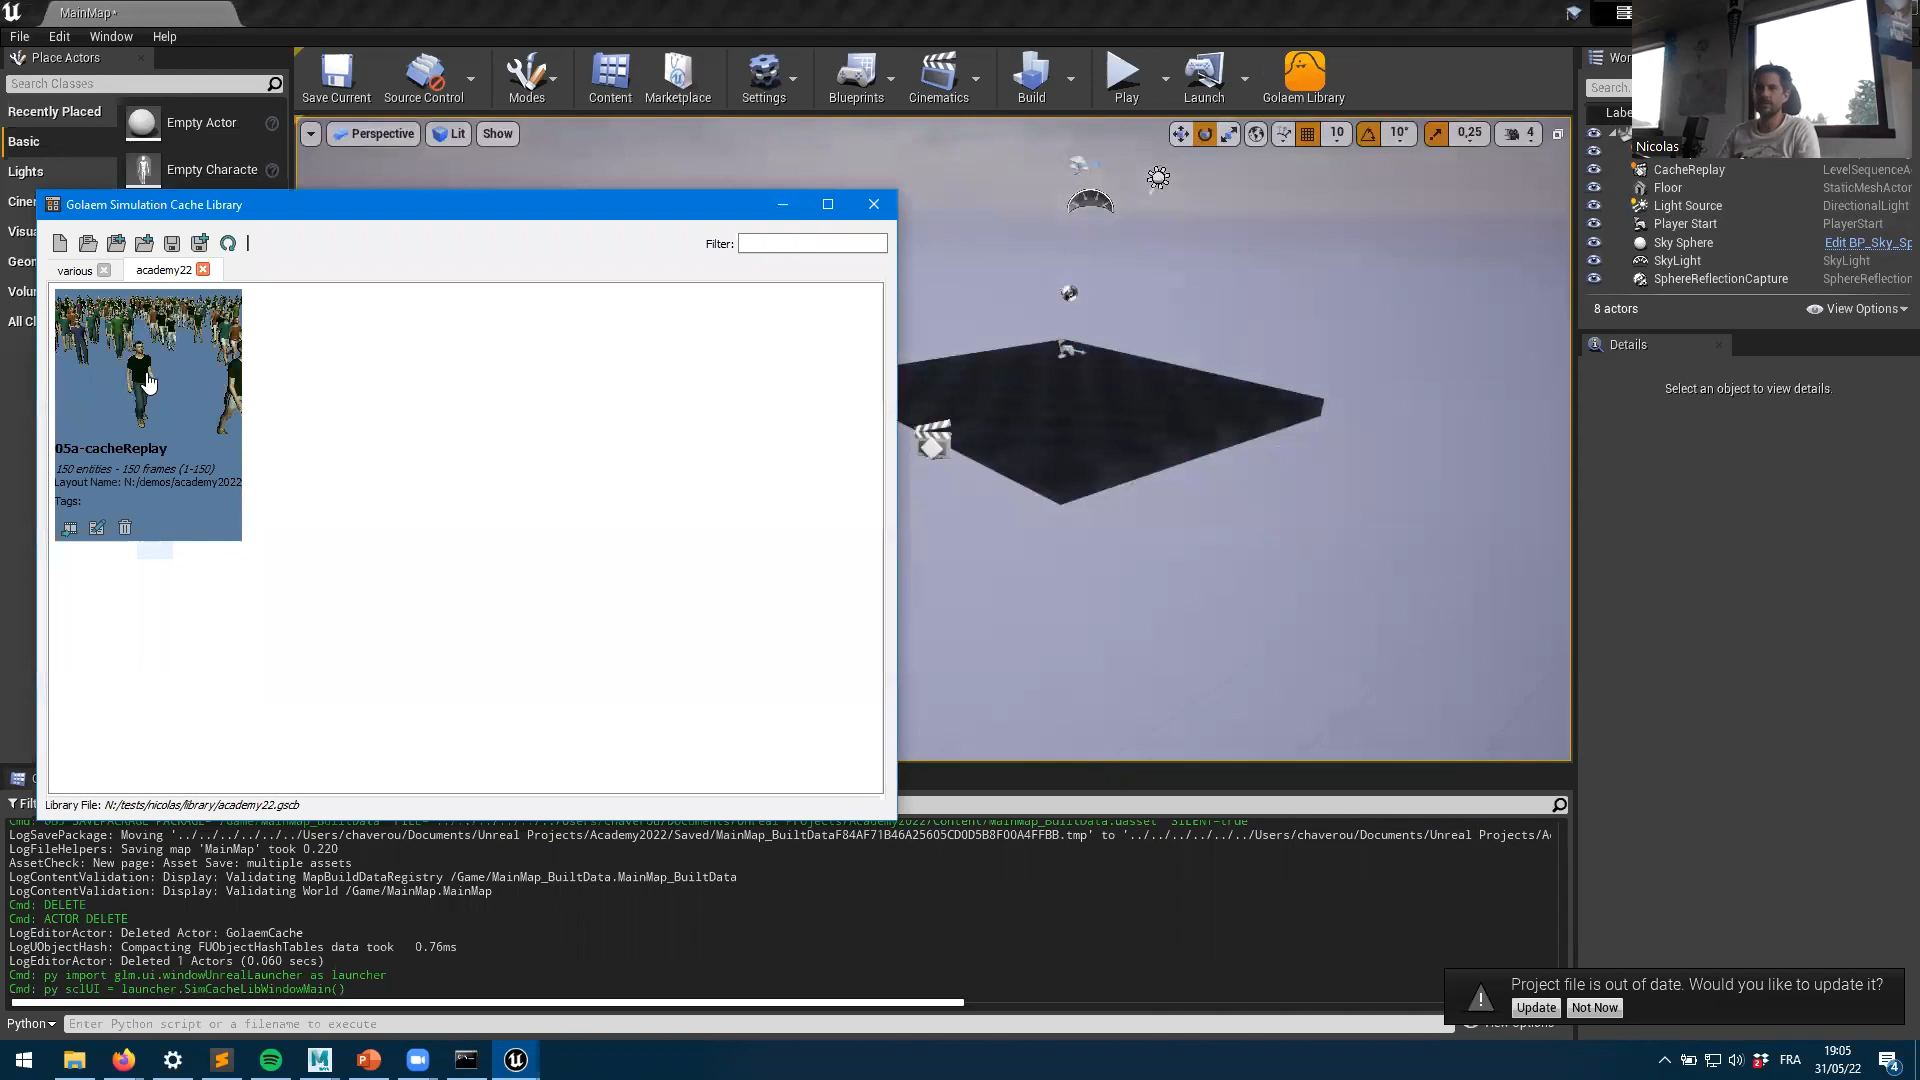 MainMap*
File Edit Window Help
Place Actors
Search Classes
Recently Placed
Basic
Lights
Empty Actor
Empty Characte
Save Current
Source Control
Modes
Content
Marketplace
Settings
Blueprints
Cinematics
Build
Play
Launch
Golaem Library
Perspective
Lit
Show
10
10°
0,25
4
Search.
Nicolas
CacheReplay LevelSequenceA
Floor StaticMeshActor
Light Source DirectionalLight
Player Start PlayerStart
Sky Sphere Edit BP_Sky_Sp
SkyLight SkyLight
SphereReflectionCapture SphereReflection
8 actors
View Options
Details
Select an object to view details.
Golaem Simulation Cache Library
Filter:
various
academy22
05a-cacheReplay
150 entities - 150 frames (1-150)
Layout Name: N:/demos/academy2022
Tags:
Library File: N:/tests/nicolas/library/academy22.gscb
LogSavePackage: Moving '../../../../../../Users/chaverou/Documents/Unreal Projects/Academy2022/Saved/MainMap_BuiltDataF84AF71B46A25605CD0D5B8F00A4FFBB.tmp' to '../../../../../../Users/chaverou/Documents/Unreal Projects/Ac
LogFileHelpers: Saving map 'MainMap' took 0.220
AssetCheck: New page: Asset Save: multiple assets
LogContentValidation: Display: Validating MapBuildDataRegistry /Game/MainMap_BuiltData.MainMap_BuiltData
LogContentValidation: Display: Validating World /Game/MainMap.MainMap
Cmd: DELETE
Cmd: ACTOR DELETE
LogEditorActor: Deleted Actor: GolaemCache
LogUObjectHash: Compacting FUObjectHashTables data took 0.76ms
LogEditorActor: Deleted 1 Actors (0.060 secs)
Cmd: py import glm.ui.windowUnrealLauncher as launcher
Cmd: py sclUI = launcher.SimCacheLibWindowMain()
Python
Enter Python script or a filename to execute
Project file is out of date. Would you like to update it?
Update
Not Now
FRA
19:05
31/05/22
4